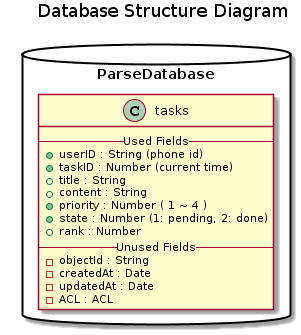 Database Structure Diagram
ParseDatabase
C tasks
Used Fields
userID : String (phone id)
taskID : Number (current time)
title : String
content : String
priority : Number ( 1 ~ 4 )
state : Number (1: pending, 2: done)
rank : Number
Unused Fields
objectId : String
createdAt : Date
updatedAt : Date
ACL : ACL